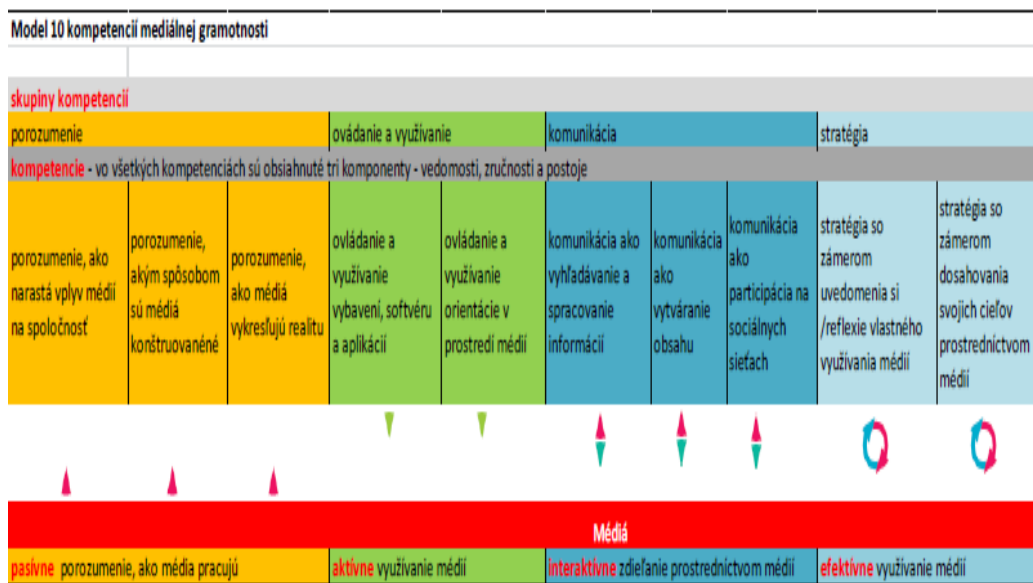 Model 10 kompetencií mediálnej gramotnosti
skupiny kompetencií
porozumenie
ovádanie a využívanie
komunikácia
stratégia
kompetencie - vo všetkých kompetenciách sú obsiahnuté tri komponenty - vedomosti, zručnosti a postoje
porozumenie, ako
narastá vplyv médií
na spoločnosť
porozumenie,
akým spôsobom
sú médiá
konštruovanéné
porozumenie,
ako médiá
vykresľujú realitu
ovládanie a
využívanie
vybavení, softvéru
a aplikácií
ovládanie a
využívanie
orientácie v
prostredí médií
komunikácia ako
vyhľadávanie a
spracovanie
informácií
komunikácia
ako
vytváranie
obsahu
komunikácia
ako
participácia na
sociálnych
sieťach
stratégia so
zámerom
uvedomenia si
/reflexie vlastného
využívania médií
stratégia so
zámerom
dosahovania
svojich cieľov
prostredníctvom
médií
Médiá
pasívne porozumenie, ako média pracujú
aktívne využívanie médií
interaktívne zdieľanie prostredníctvom médií
efektívne využívanie médií